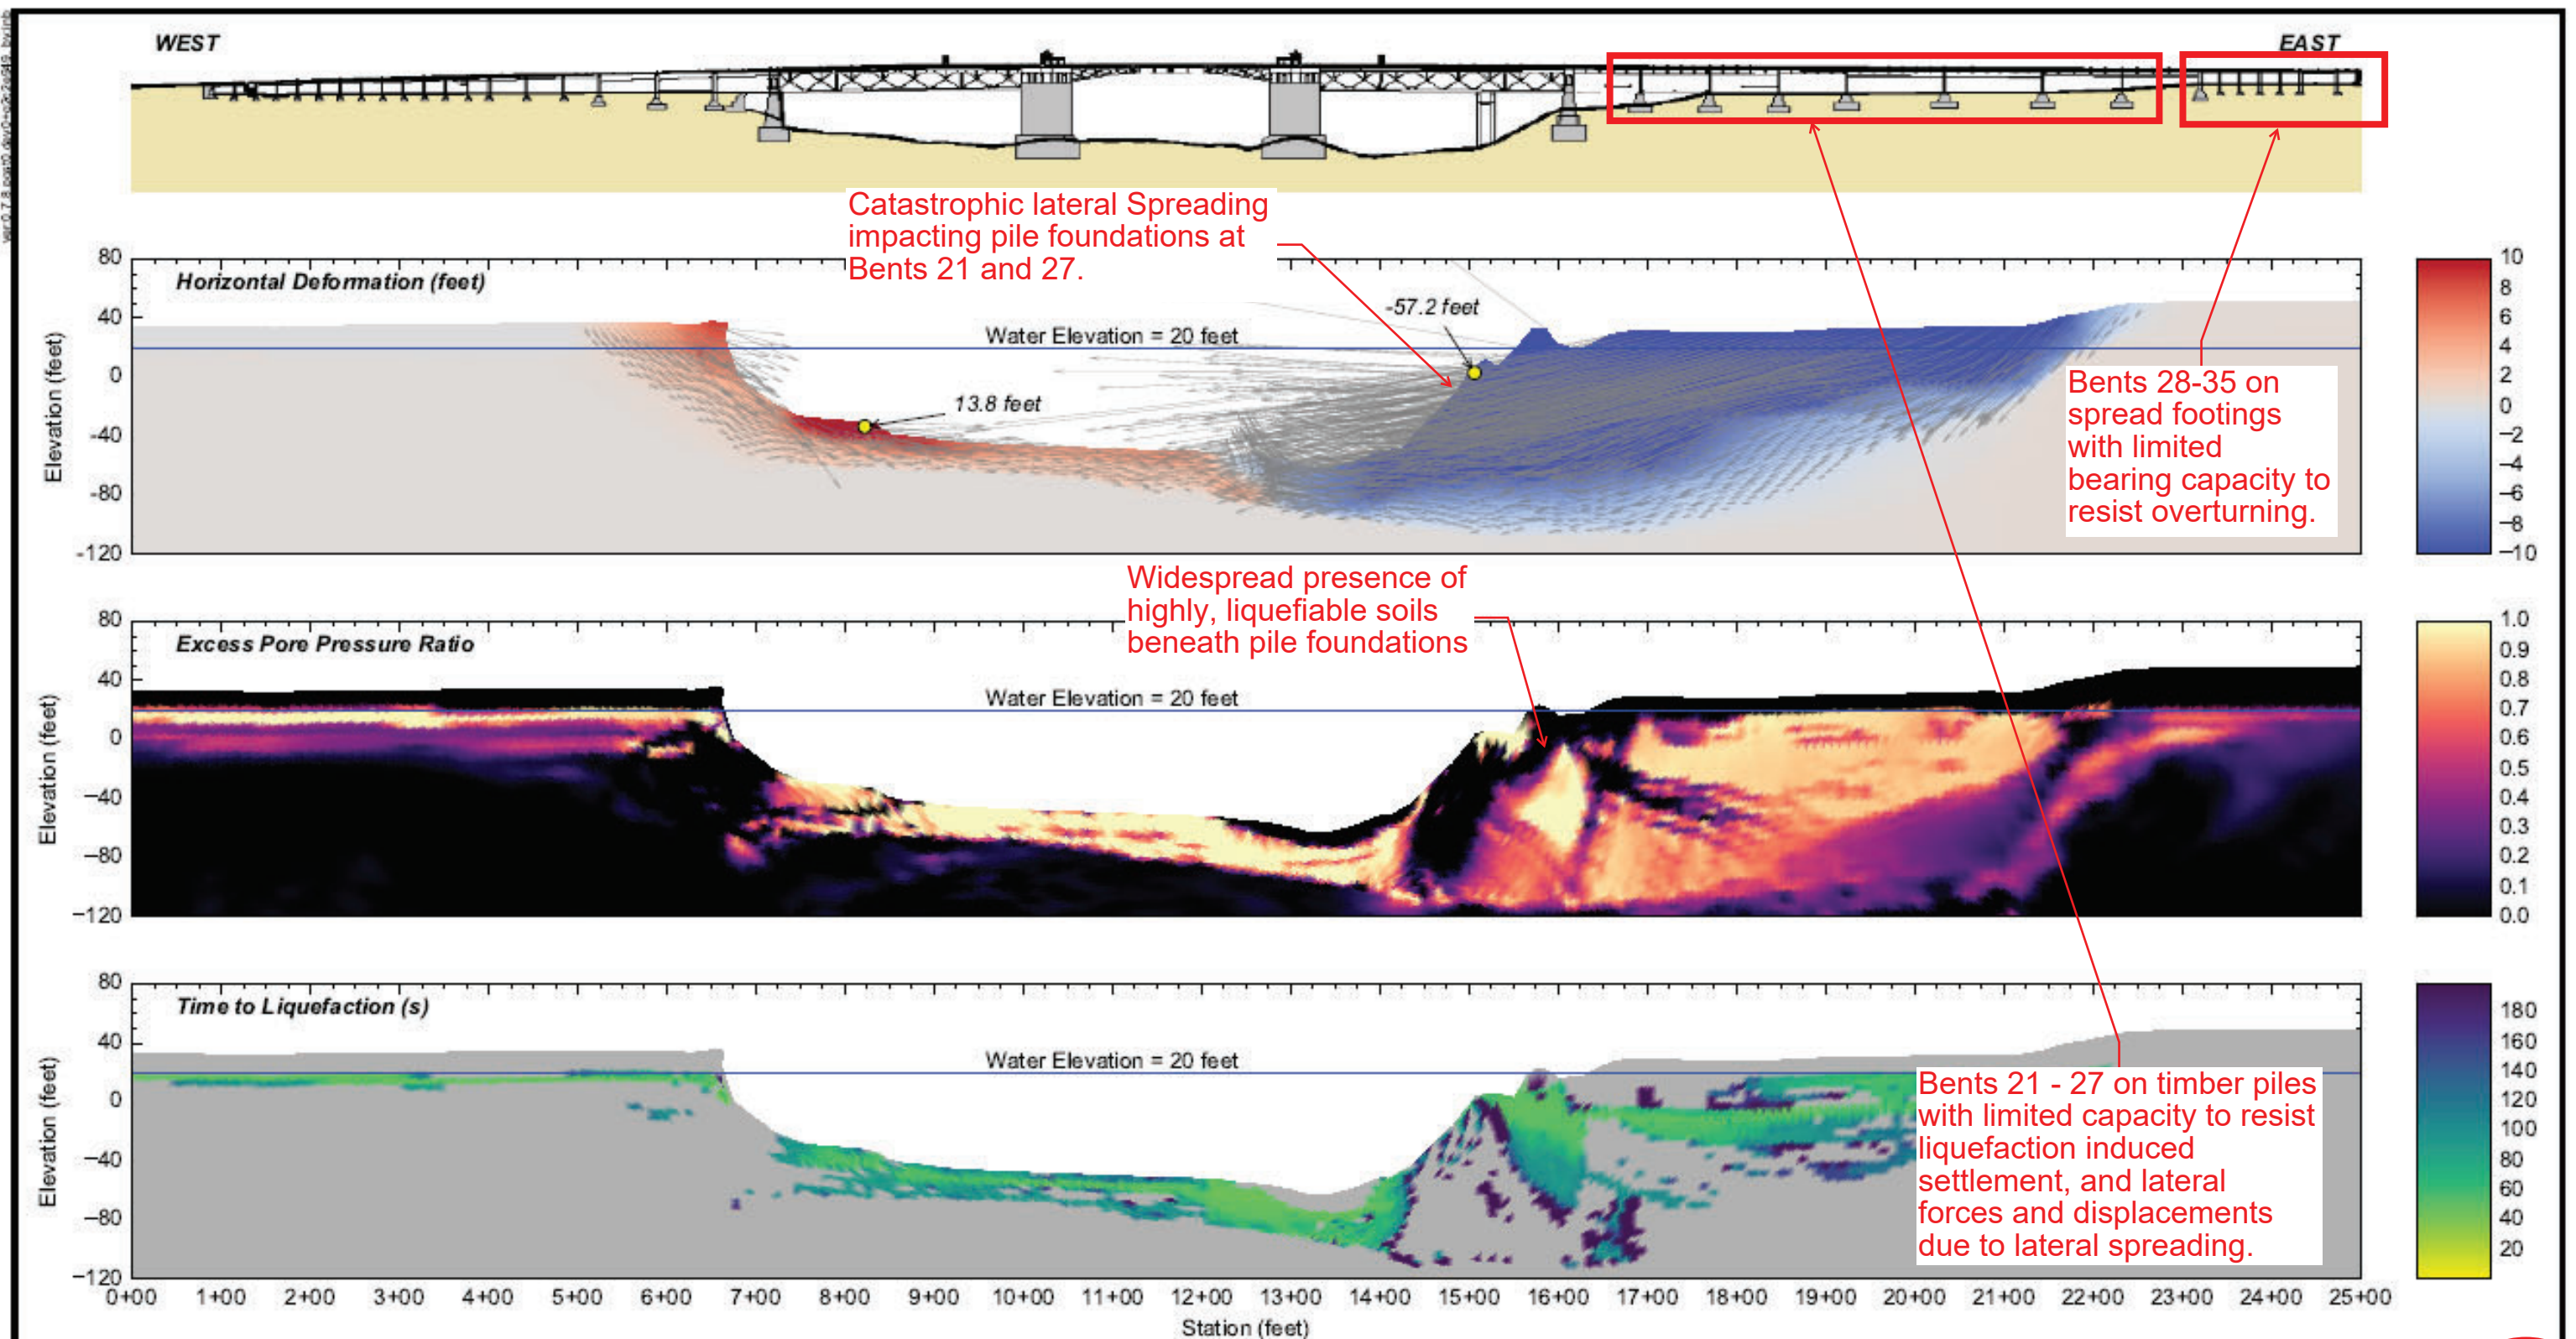 WEST
EAST
Catastrophic lateral Spreading
impacting pile foundations at
Bents 21 and 27.
80
40
0
-40
-80
-120
Elevation (feet)
Horizontal Deformation (feet)
-57.2 feet
Water Elevation = 20 feet
13.8 feet
Bents 28-35 on
spread footings
with limited
bearing capacity to
resist overturning.
10
8
6
4
2
0
−2
−4
−6
−8
−10
Widespread presence of
highly, liquefiable soils
beneath pile foundations
80
40
0
−40
−80
−120
Elevation (feet)
Excess Pore Pressure Ratio
Water Elevation = 20 feet
1.0
0.9
0.8
0.7
0.6
0.5
0.4
0.3
0.2
0.1
0.0
80
40
0
−40
−80
−120
Elevation (feet)
Time to Liquefaction (s)
Water Elevation = 20 feet
Bents 21 - 27 on timber piles
with limited capacity to resist
liquefaction induced
settlement, and lateral
forces and displacements
due to lateral spreading.
180
160
140
120
100
80
60
40
20
0+00 1+00 2+00 3+00 4+00 5+00 6+00 7+00 8+00 9+00 10+00 11+00 12+00 13+00 14+00 15+00 16+00 17+00 18+00 19+00 20+00 21+00 22+00 23+00 24+00 25+00
Station (feet)